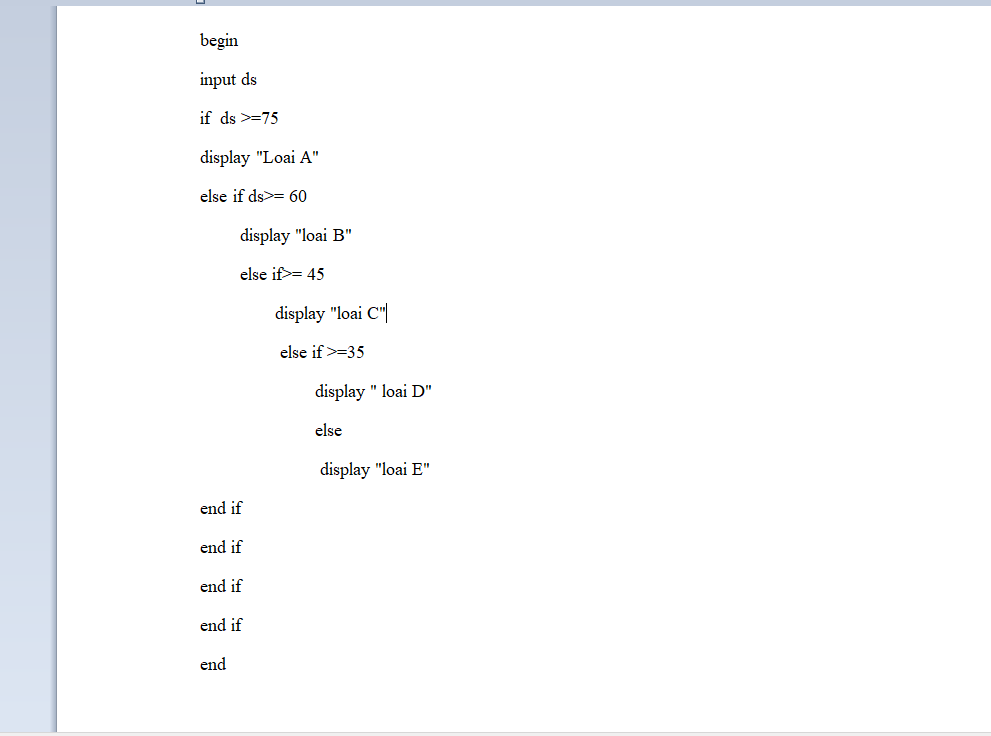 begin
input ds
if  ds >=75
display "Loai A"
else if ds>= 60
display "loai B"
else if>= 45
display "loai C"
else if >=35
display " loai D"
else
display "loai E"
end if
end if
end if
end if
end